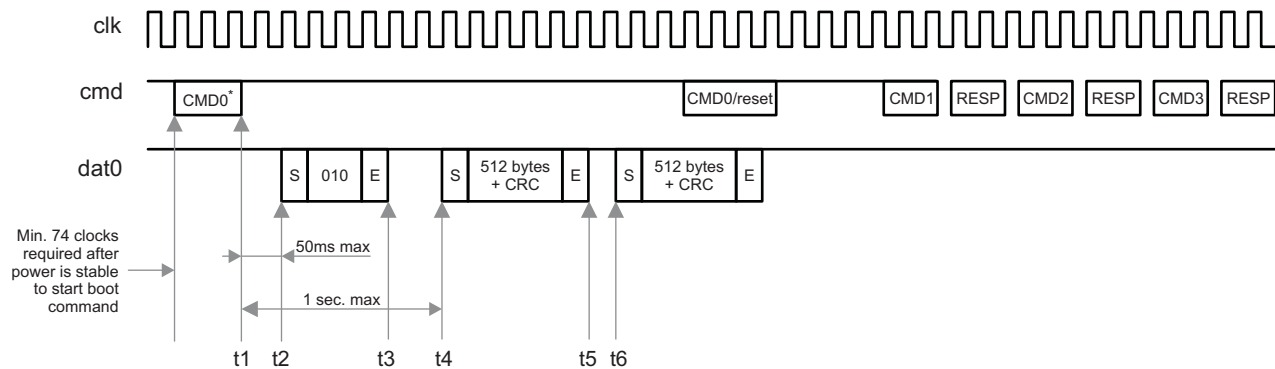 clk
cmd
CMD0*
CMD0/reset
CMD1
RESP
CMD2
RESP
CMD3
RESP
dat0
S
010
E
S
512 bytes
+ CRC
E
S
512 bytes
+ CRC
E
Min. 74 clocks
required after
power is stable
to start boot
command
50ms max
1 sec. max
t1
t2
t3
t4
t5
t6